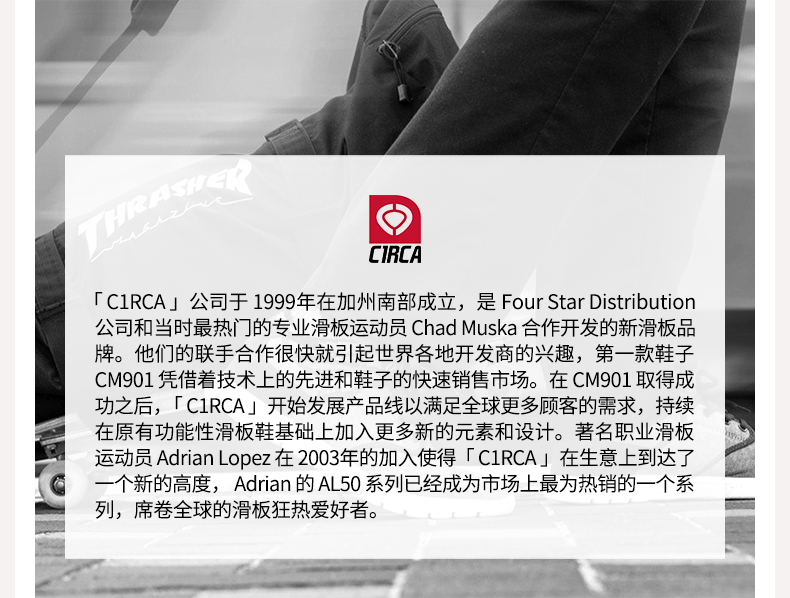 THRASHER
magazine
C1RCA
「 C1RCA 」公司于 1999年在加州南部成立，是 Four Star Distribution
公司和当时最热门的专业滑板运动员 Chad Muska 合作开发的新滑板品
牌。他们的联手合作很快就引起世界各地开发商的兴趣，第一款鞋子
CM901 凭借着技术上的先进和鞋子的快速销售市场。在 CM901 取得成
功之后，「 C1RCA 」开始发展产品线以满足全球更多顾客的需求，持续
在原有功能性滑板鞋基础上加入更多新的元素和设计。著名职业滑板
运动员 Adrian Lopez 在 2003年的加入使得「 C1RCA 」在生意上到达了
一个新的高度， Adrian 的 AL50 系列已经成为市场上最为热销的一个系
列，席卷全球的滑板狂热爱好者。